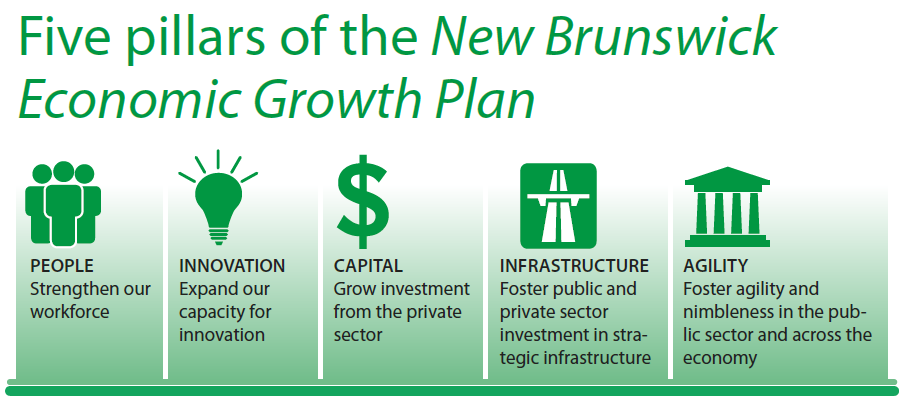 Five pillars of the New Brunswick
Economic Growth Plan
PEOPLE
Strengthen our
workforce
INNOVATION
Expand our
capacity for
innovation
CAPITAL
Grow investment
from the private
sector
INFRASTRUCTURE
Foster public and
private sector
investment in stra-
tegic infrastructure
AGILITY
Foster agility and
nimbleness in the pub-
lic sector and across the
economy